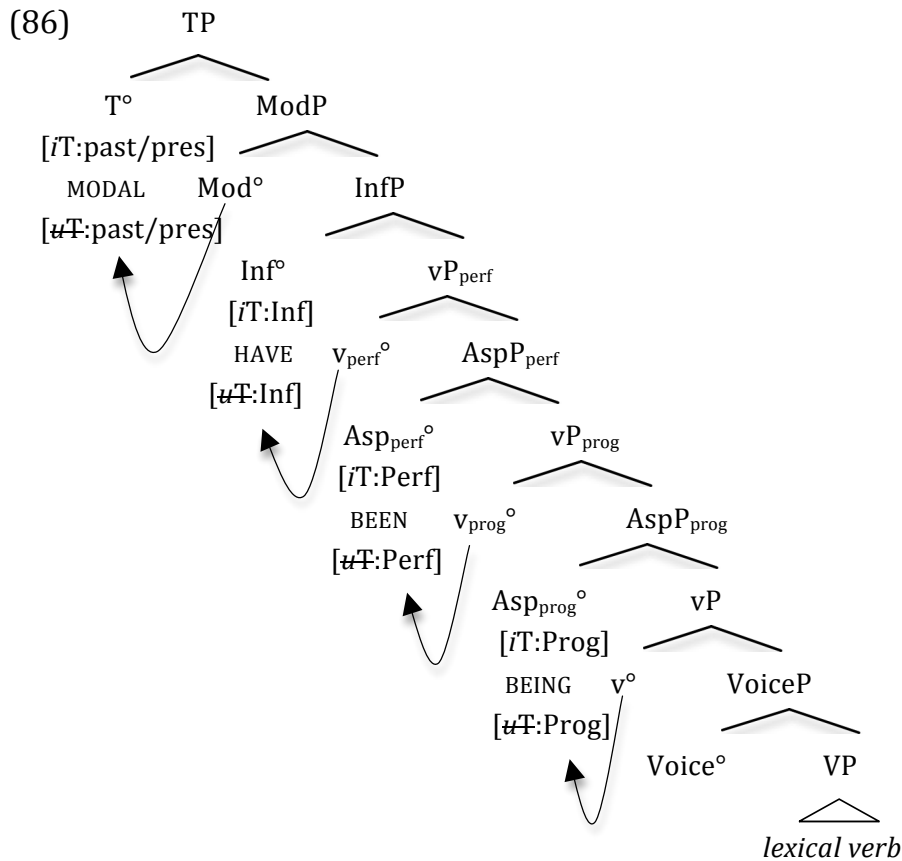 (86) TP
T° ModP
[iT:past/pres]
MODAL Mod° InfP
[uT:past/pres]
Inf° vPperf
[iT:Inf]
HAVE vperf° AspPperf
[uT:Inf]
Aspperf° vPprog
[iT:Perf]
BEEN vprog° AspPprog
[uT:Perf]
Aspprog° vP
[iT:Prog]
BEING v° VoiceP
[uT:Prog]
Voice° VP
lexical verb